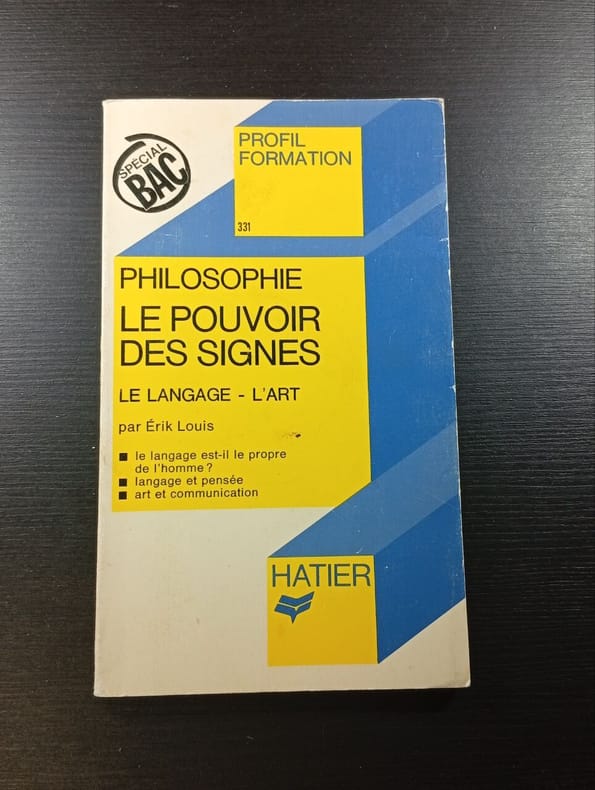 SPÉCIAL
BAC
PROFIL
FORMATION
331
PHILOSOPHIE
LE POUVOIR
DES SIGNES
LE LANGAGE - L'ART
par Érik Louis
■ le langage est-il le propre
de l'homme ?
■ langage et pensée
■ art et communication
HATIER